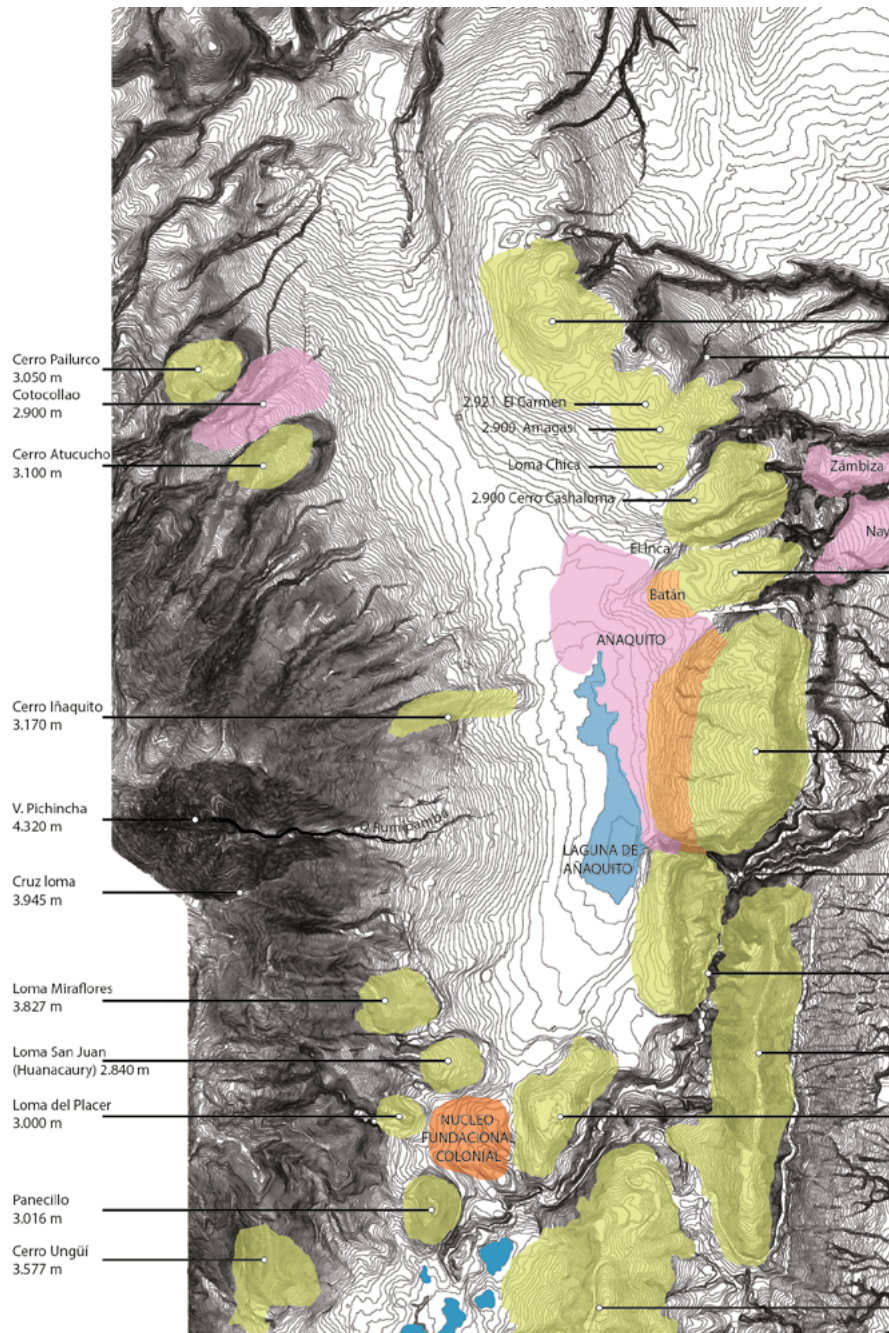 Cerro Pailurco
3.050 m
Cotocollao
2.900 m
Cerro Atucucho
3.100 m
2.921 El Carmen
2.900 Amagasi
Loma Chica
2.900 Cerro Cashaloma
Zámbiza
Nay
El Inca
Batán
AÑAQUITO
Cerro Iñaquito
3.170 m
V. Pichincha
4.320 m
Q. Rumipamba
LAGUNA DE
AÑAQUITO
Cruz loma
3.945 m
Loma Miraflores
3.827 m
Loma San Juan
(Huanacaury) 2.840 m
Loma del Placer
3.000 m
NÚCLEO
FUNDACIONAL
COLONIAL
Panecillo
3.016 m
Cerro Ungüí
3.577 m